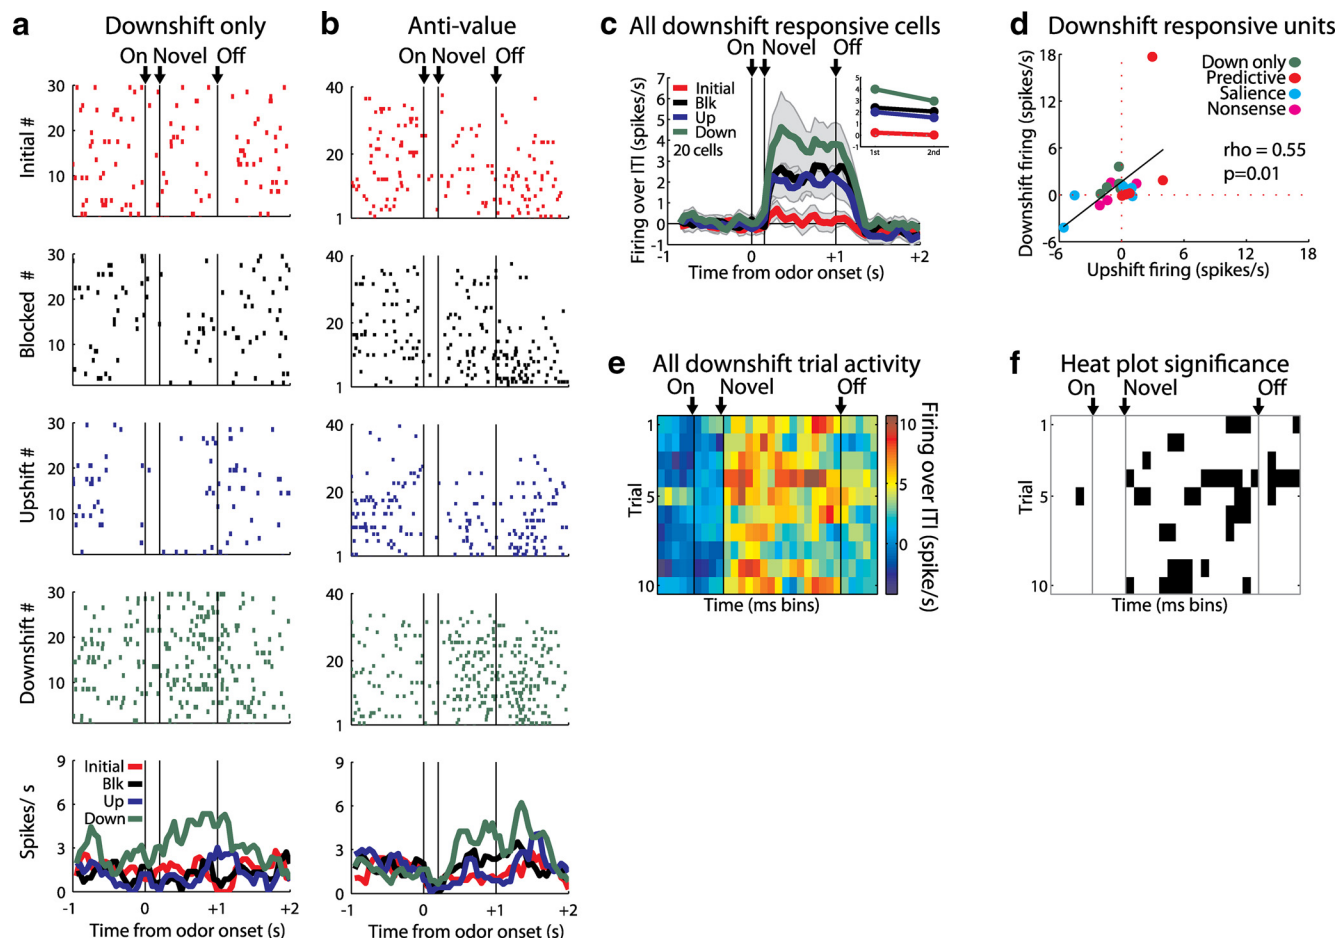 a Downshift only
On Novel Off
Initial #
30
20
10
Blocked #
30
20
10
Upshift #
30
20
10
Downshift #
30
20
10
Spikes/ s
9
6
3
0
Initial
Blk
Up
Down
-1 0 +1 +2
Time from odor onset (s)
b Anti-value
On Novel Off
40
20
1
40
20
1
40
20
1
40
20
1
9
6
3
0
-1 0 +1 +2
Time from odor onset (s)
c All downshift responsive cells
On Novel Off
Firing over ITI (spikes/s)
7
6
5
4
3
2
1
0
-1
Initial
Blk
Up
Down
20 cells
5
4
3
2
1
0
-1
1st 2nd
-1 0 +1 +2
Time from odor onset (s)
d Downshift responsive units
Downshift firing (spikes/s)
18
12
6
0
-6
Down only
Predictive
Salience
Nonsense
rho = 0.55
p=0.01
-6 0 6 12 18
Upshift firing (spikes/s)
e All downshift trial activity
On Novel Off
Trial
1
5
10
Time (ms bins)
10
5
0
Firing over ITI (spike/s)
f Heat plot significance
On Novel Off
Trial
1
5
10
Time (ms bins)